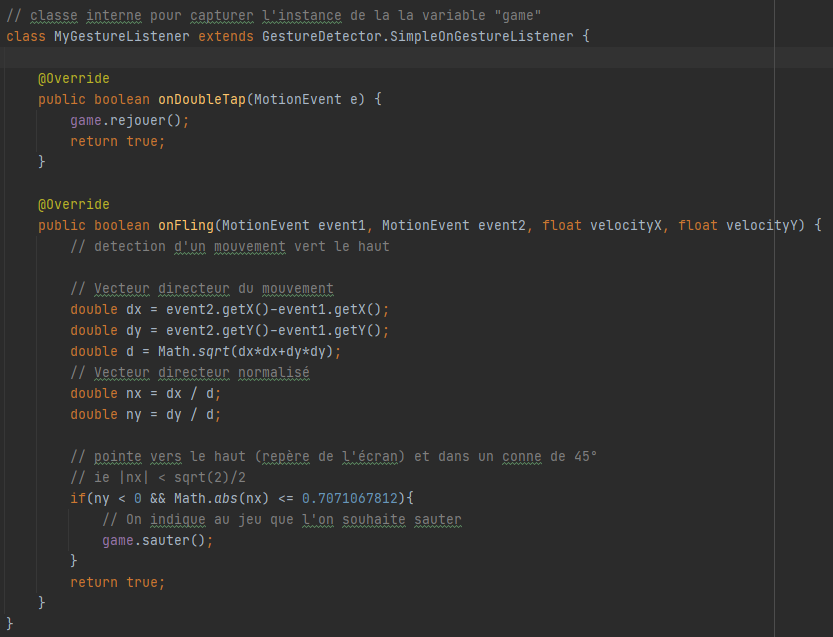 // classe interne pour capturer l'instance de la la variable "game"
class MyGestureListener extends GestureDetector.SimpleOnGestureListener {
@Override
public boolean onDoubleTap(MotionEvent e) {
game.rejouer();
return true;
}
@Override
public boolean onFling(MotionEvent event1, MotionEvent event2, float velocityX, float velocityY) {
// detection d'un mouvement vert le haut
// Vecteur directeur du mouvement
double dx = event2.getX()-event1.getX();
double dy = event2.getY()-event1.getY();
double d = Math.sqrt(dx*dx+dy*dy);
// Vecteur directeur normalisé
double nx = dx / d;
double ny = dy / d;
// pointe vers le haut (repère de l'écran) et dans un conne de 45°
// ie |nx| < sqrt(2)/2
if(ny < 0 && Math.abs(nx) <= 0.7071067812){
// On indique au jeu que l'on souhaite sauter
game.sauter();
}
return true;
}
}